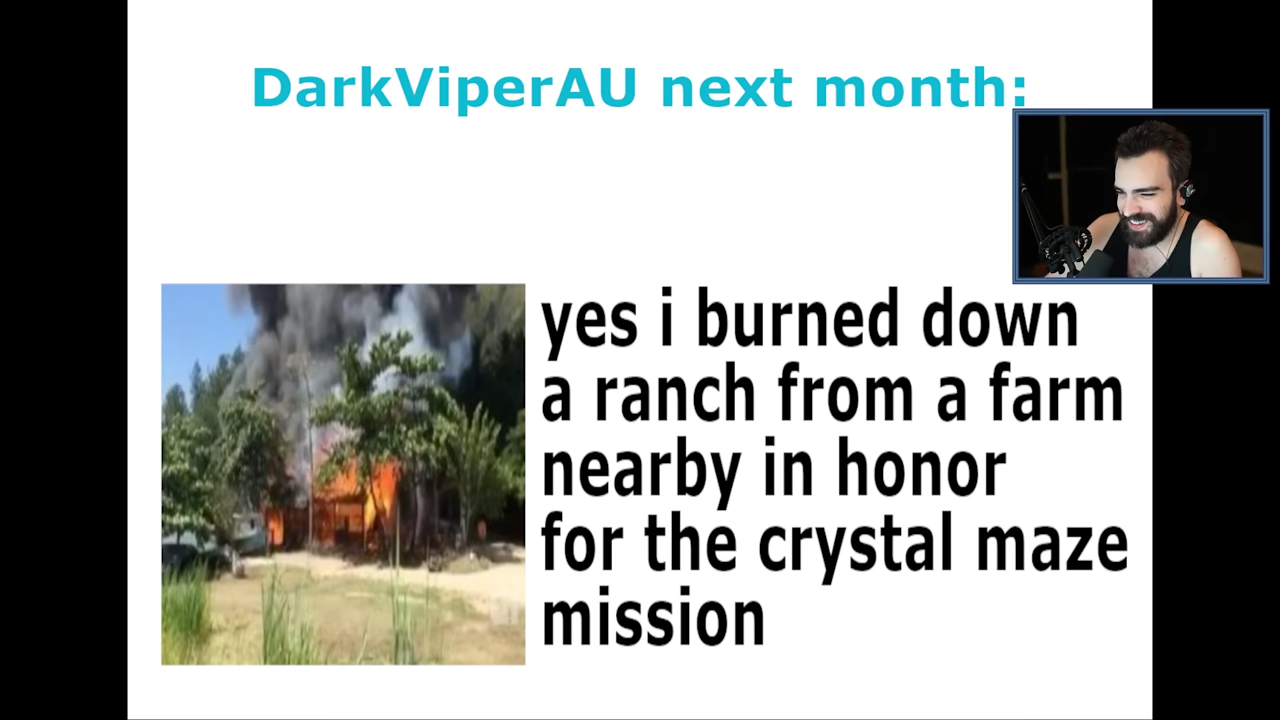 DarkViperAU next month:
yes i burned down
a ranch from a farm
nearby in honor
for the crystal maze
mission